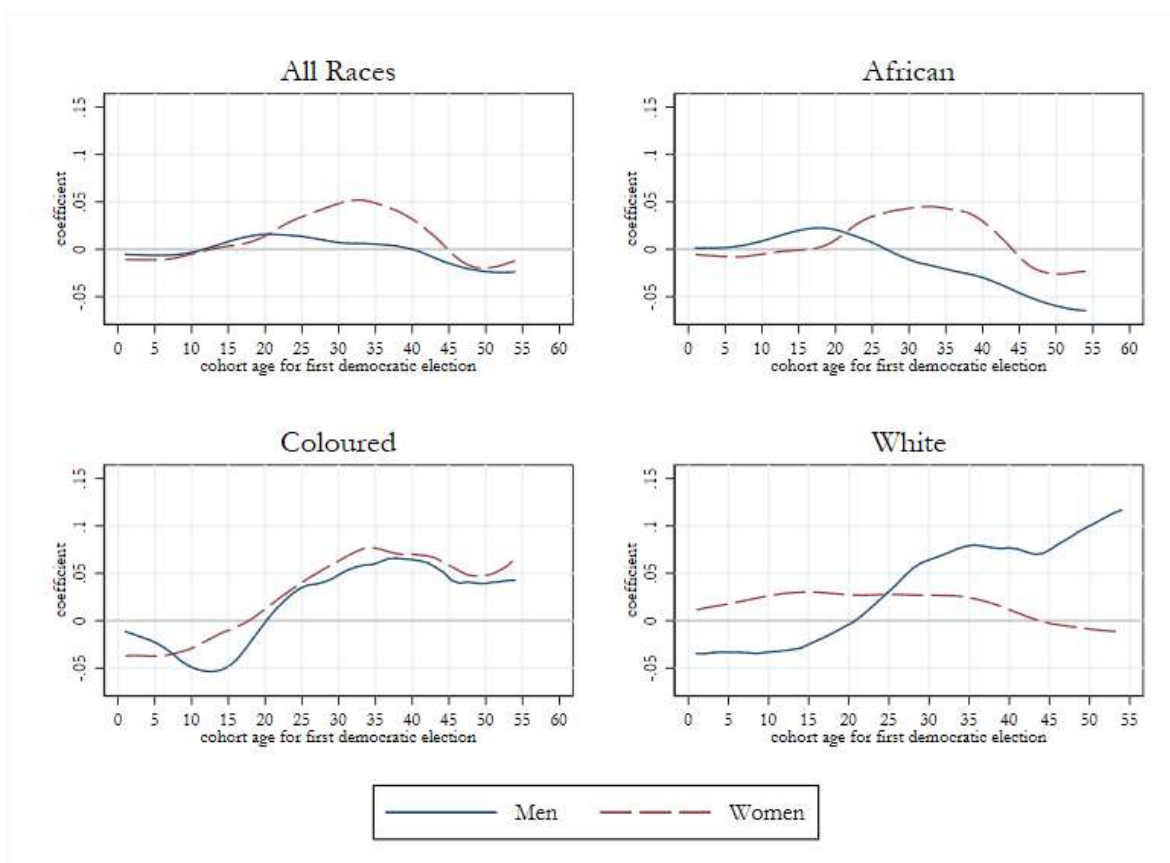 All Races
.15
.1
.05
0
-.05
coefficient
0 5 10 15 20 25 30 35 40 45 50 55 60
cohort age for first democratic election
African
.15
.1
.05
0
-.05
coefficient
0 5 10 15 20 25 30 35 40 45 50 55 60
cohort age for first democratic election
Coloured
.15
.1
.05
0
-.05
coefficient
0 5 10 15 20 25 30 35 40 45 50 55 60
cohort age for first democratic election
White
.15
.1
.05
0
-.05
coefficient
0 5 10 15 20 25 30 35 40 45 50 55
cohort age for first democratic election
Men Women